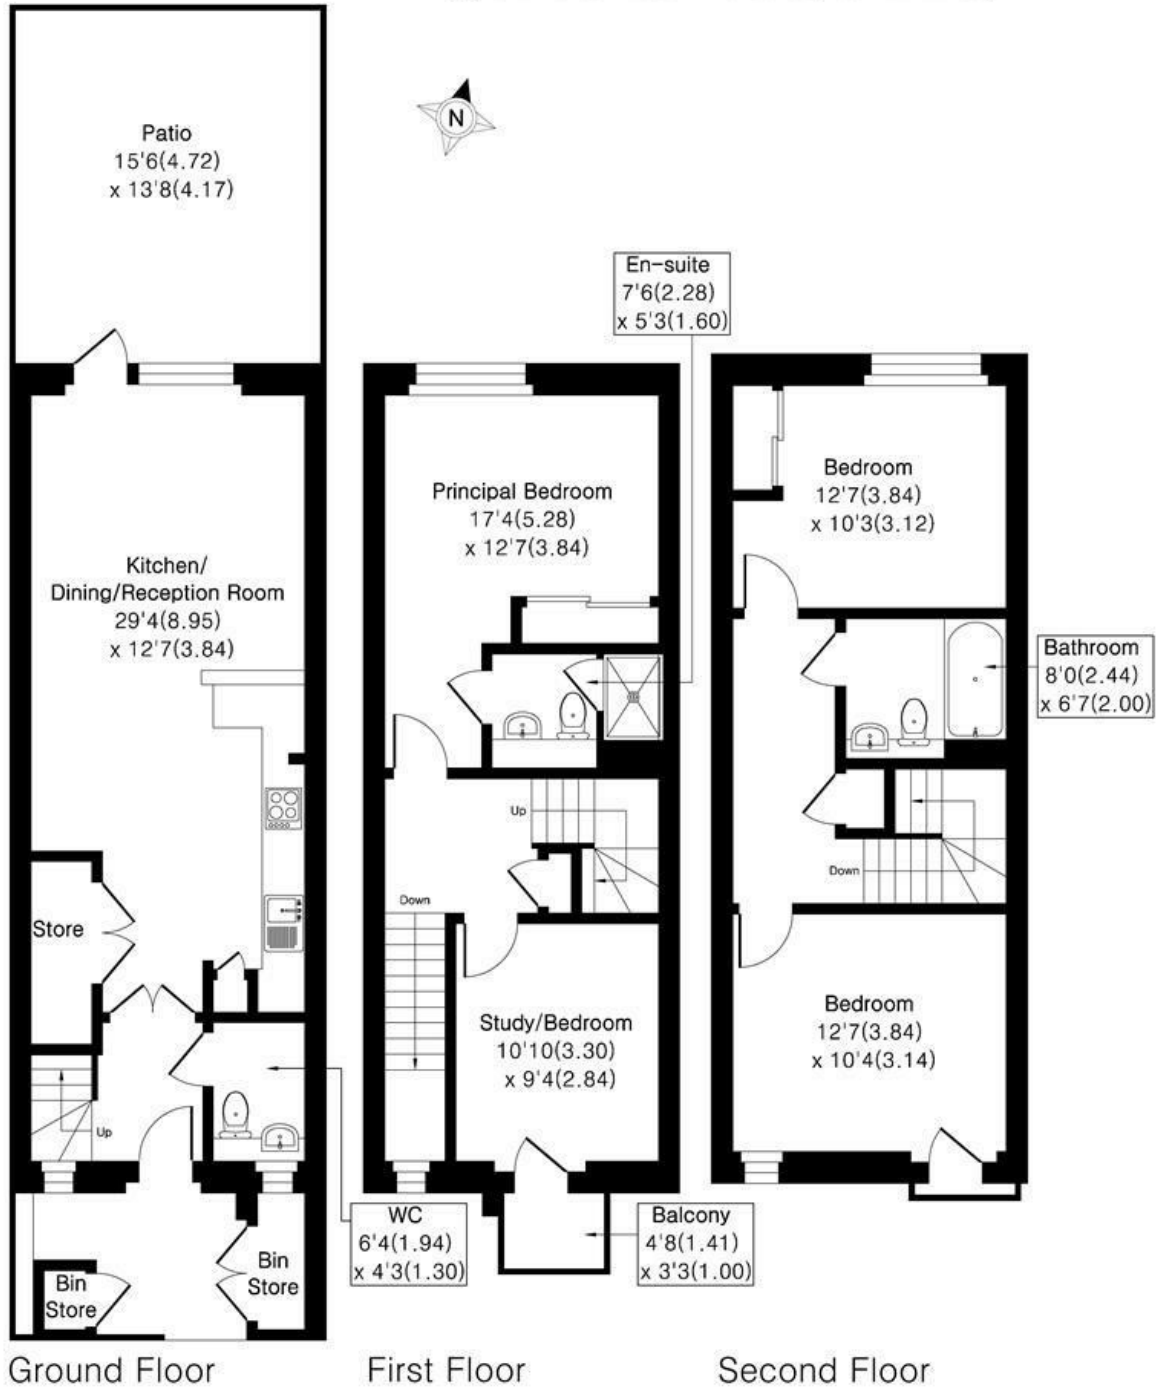 Patio
15'6(4.72)
x 13'8(4.17)
N
En-suite
7'6(2.28)
x 5'3(1.60)
Kitchen/
Dining/Reception Room
29'4(8.95)
x 12'7(3.84)
Store
Up
WC
6'4(1.94)
x 4'3(1.30)
Bin
Store
Bin
Store
Ground Floor
Principal Bedroom
17'4(5.28)
x 12'7(3.84)
Up
Down
Study/Bedroom
10'10(3.30)
x 9'4(2.84)
Balcony
4'8(1.41)
x 3'3(1.00)
First Floor
Bedroom
12'7(3.84)
x 10'3(3.12)
Bathroom
8'0(2.44)
x 6'7(2.00)
Down
Bedroom
12'7(3.84)
x 10'4(3.14)
Second Floor